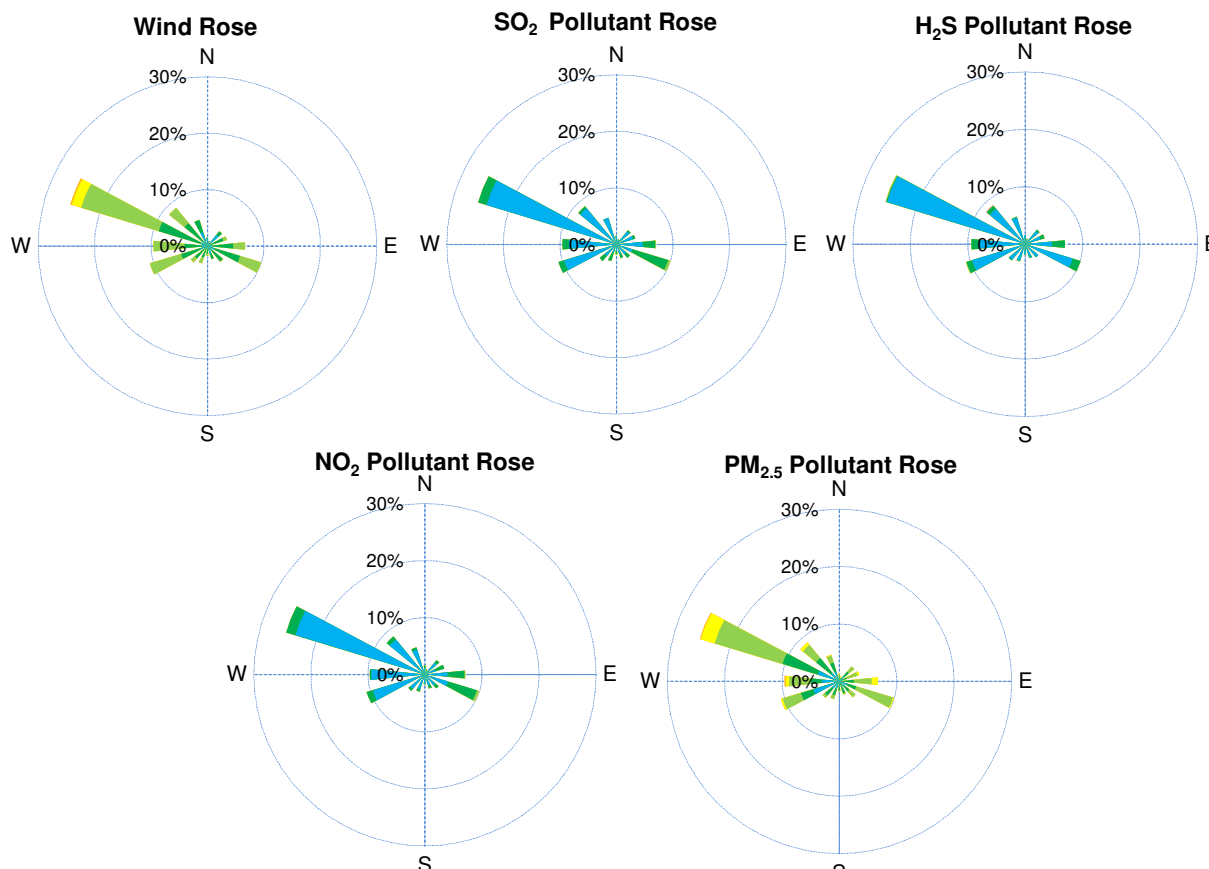 Wind Rose
N
30%
20%
10%
0%
W
E
S
SO₂ Pollutant Rose
N
30%
20%
10%
0%
W
E
S
H₂S Pollutant Rose
N
30%
20%
10%
0%
W
E
S
NO₂ Pollutant Rose
N
30%
20%
10%
0%
W
E
S
PM₂.₅ Pollutant Rose
N
30%
20%
10%
0%
W
E
S